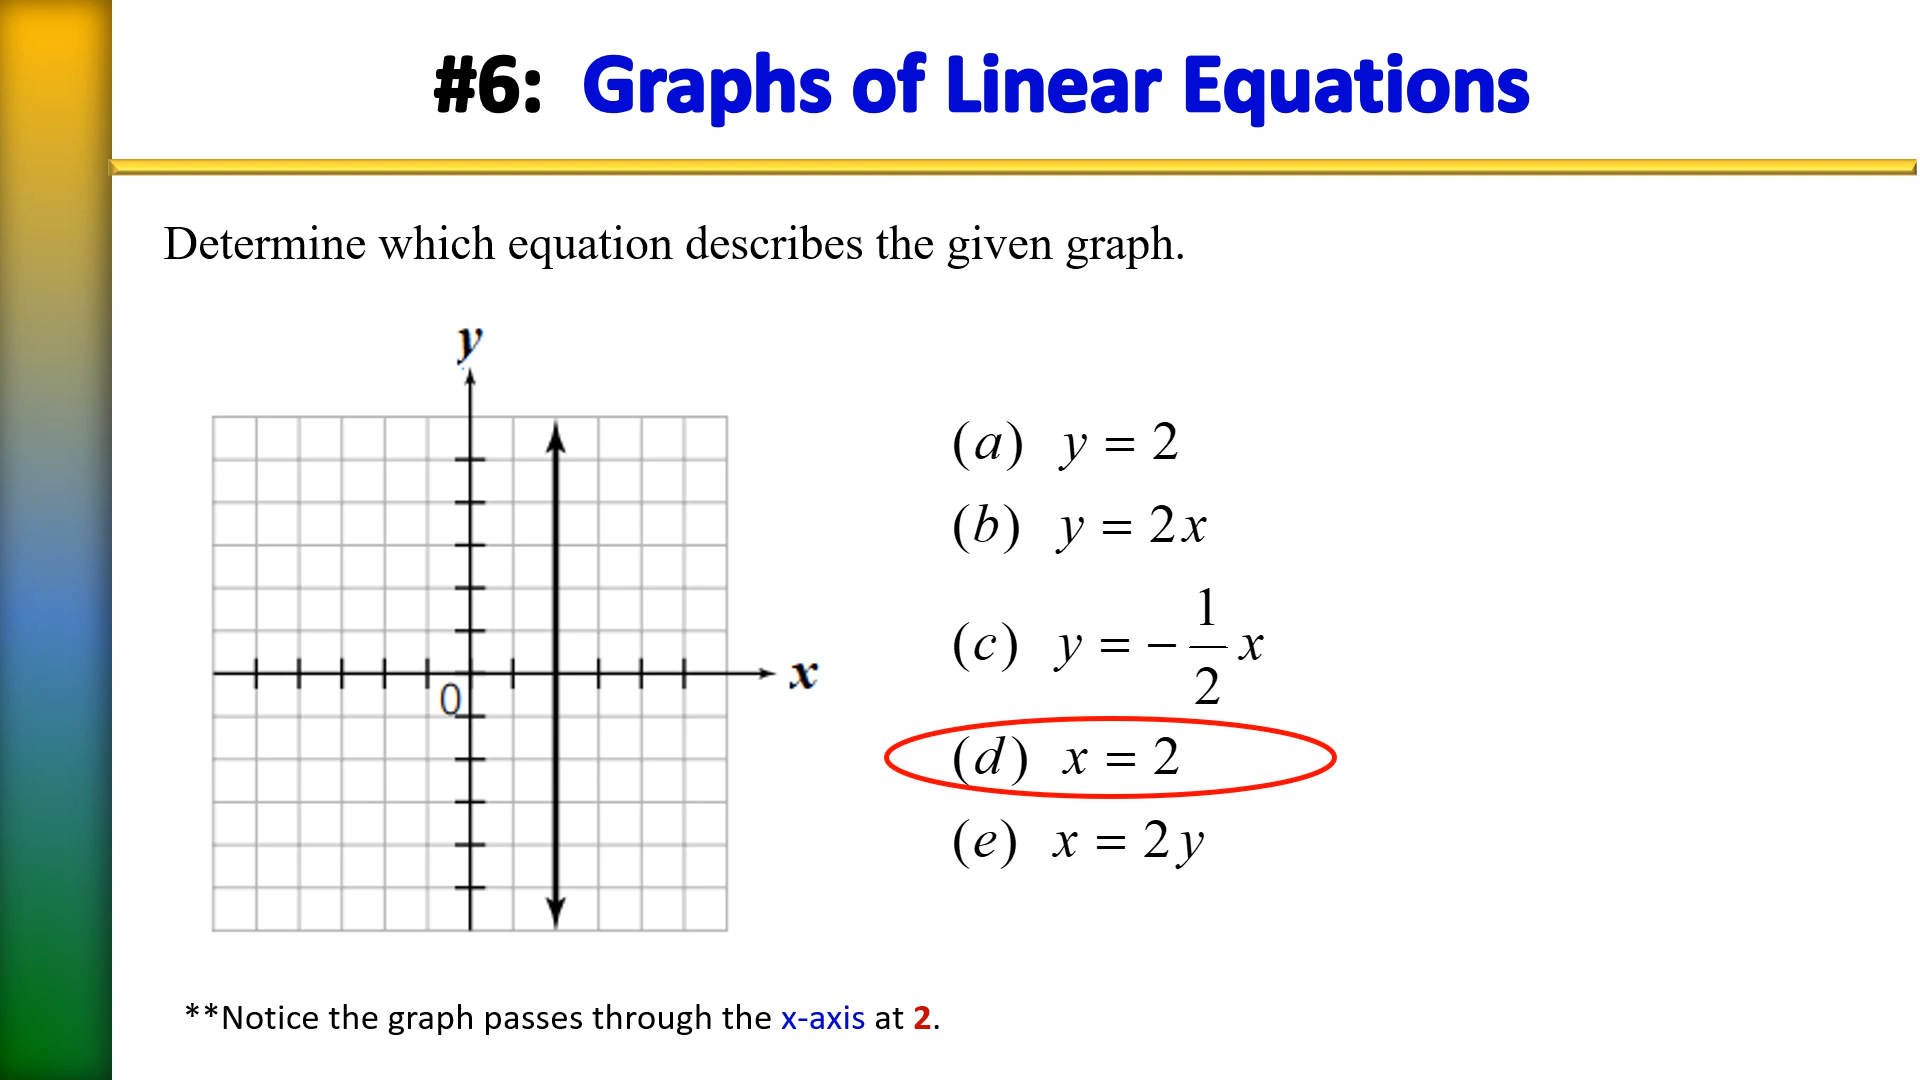 #6: Graphs of Linear Equations
Determine which equation describes the given graph.
y
x
0
(a) y = 2
(b) y = 2x
(c) y = −1/2 x
(d) x = 2
(e) x = 2y
**Notice the graph passes through the x-axis at 2.